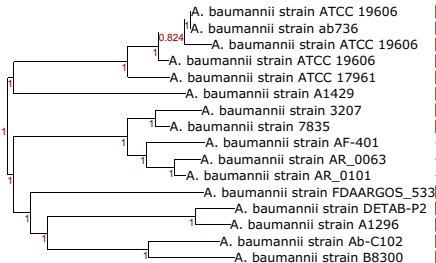 A. baumannii strain ATCC 19606
A. baumannii strain ab736
0.824
A. baumannii strain ATCC 19606
1
A. baumannii strain ATCC 19606
1
A. baumannii strain ATCC 17961
1
A. baumannii strain A1429
1
A. baumannii strain 3207
1
A. baumannii strain 7835
1
1
A. baumannii strain AF-401
1
A. baumannii strain AR_0063
1
A. baumannii strain AR_0101
1
A. baumannii strain FDAARGOS_533
1
A. baumannii strain DETAB-P2
1
A. baumannii strain A1296
1
A. baumannii strain Ab-C102
1
A. baumannii strain B8300